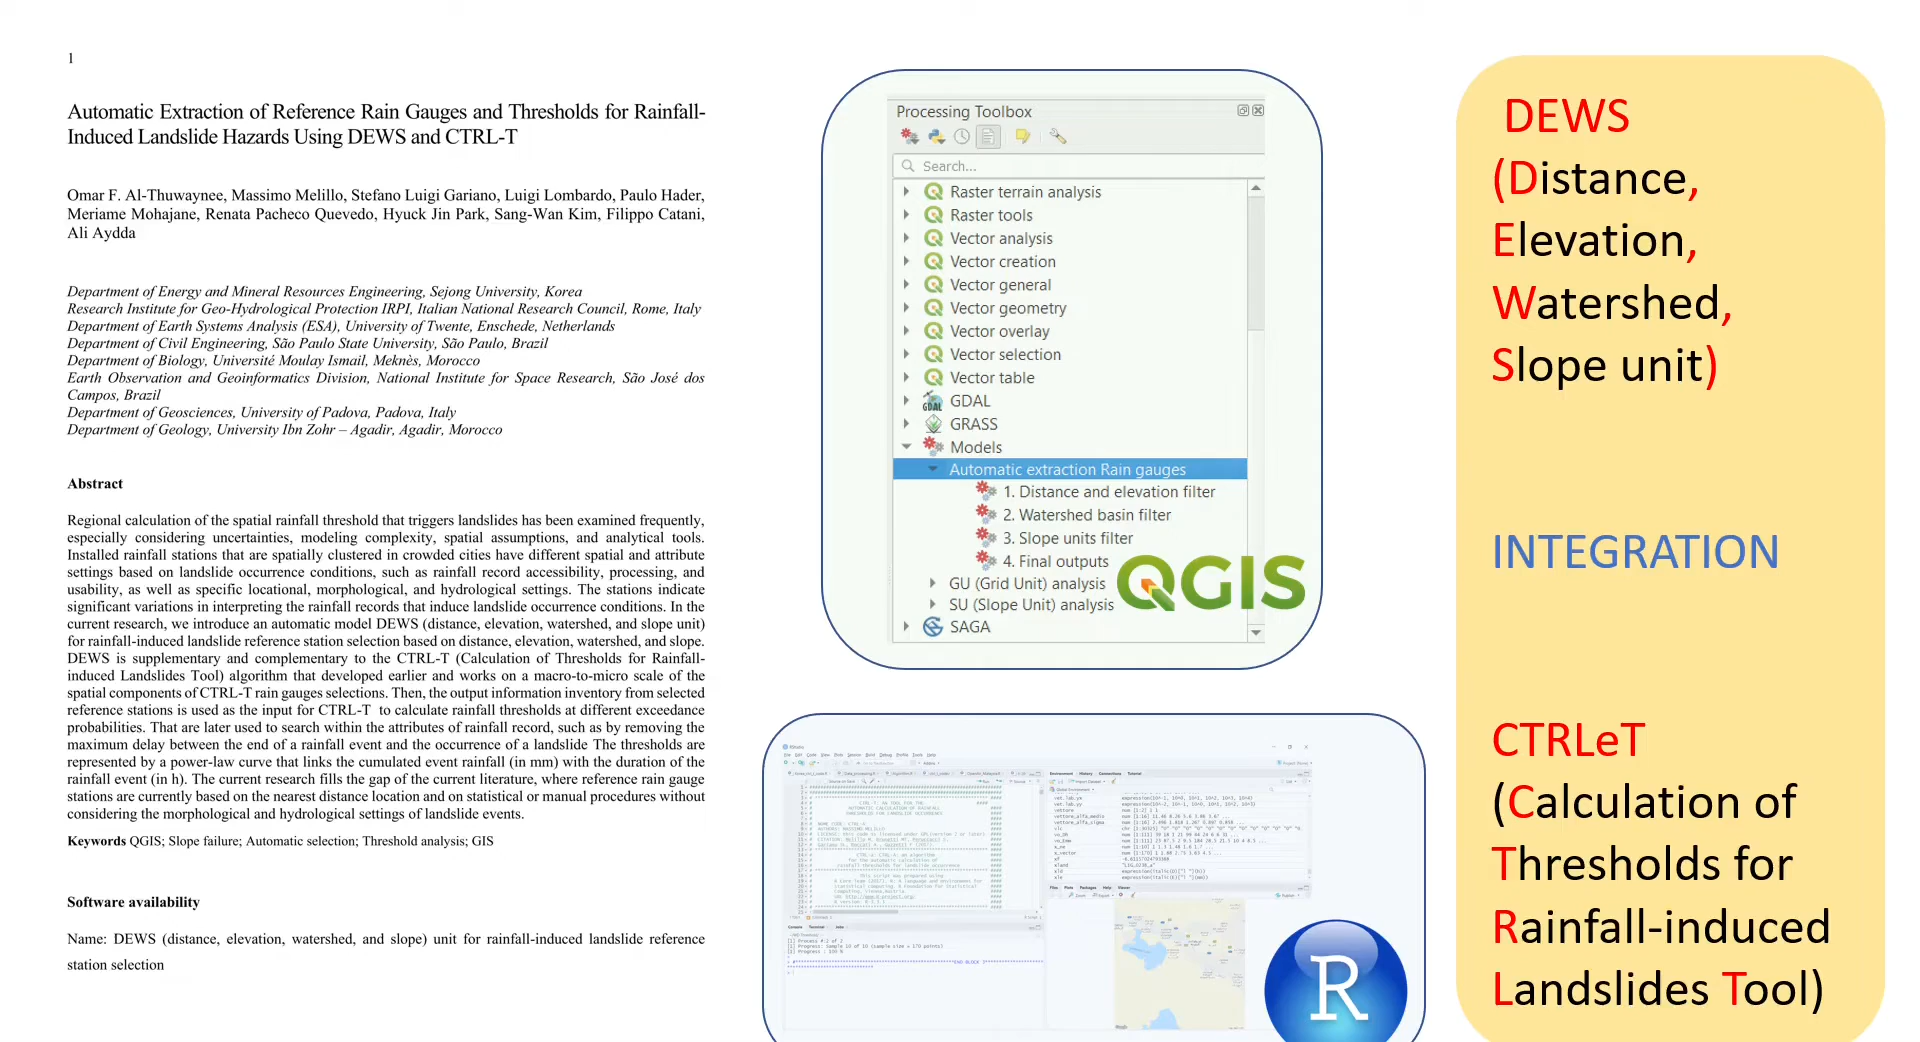 1
Automatic Extraction of Reference Rain Gauges and Thresholds for Rainfall-
Induced Landslide Hazards Using DEWS and CTRL-T
Omar F. Al-Thuwaynee, Massimo Melillo, Stefano Luigi Gariano, Luigi Lombardo, Paulo Hader,
Meriame Mohajane, Renata Pacheco Quevedo, Hyuck Jin Park, Sang-Wan Kim, Filippo Catani,
Ali Aydda
Department of Energy and Mineral Resources Engineering, Sejong University, Korea
Research Institute for Geo-Hydrological Protection IRPI, Italian National Research Council, Rome, Italy
Department of Earth Systems Analysis (ESA), University of Twente, Enschede, Netherlands
Department of Civil Engineering, São Paulo State University, São Paulo, Brazil
Department of Biology, Université Moulay Ismail, Meknès, Morocco
Earth Observation and Geoinformatics Division, National Institute for Space Research, São José dos
Campos, Brazil
Department of Geosciences, University of Padova, Padova, Italy
Department of Geology, University Ibn Zohr – Agadir, Agadir, Morocco
Abstract
Regional calculation of the spatial rainfall threshold that triggers landslides has been examined frequently,
especially considering uncertainties, modeling complexity, spatial assumptions, and analytical tools.
Installed rainfall stations that are spatially clustered in crowded cities have different spatial and attribute
settings based on landslide occurrence conditions, such as rainfall record accessibility, processing, and
usability, as well as specific locational, morphological, and hydrological settings. The stations indicate
significant variations in interpreting the rainfall records that induce landslide occurrence conditions. In the
current research, we introduce an automatic model DEWS (distance, elevation, watershed, and slope unit)
for rainfall-induced landslide reference station selection based on distance, elevation, watershed, and slope.
DEWS is supplementary and complementary to the CTRL-T (Calculation of Thresholds for Rainfall-
induced Landslides Tool) algorithm that developed earlier and works on a macro-to-micro scale of the
spatial components of CTRL-T rain gauges selections. Then, the output information inventory from selected
reference stations is used as the input for CTRL-T to calculate rainfall thresholds at different exceedance
probabilities. That are later used to search within the attributes of rainfall record, such as by removing the
maximum delay between the end of a rainfall event and the occurrence of a landslide The thresholds are
represented by a power-law curve that links the cumulated event rainfall (in mm) with the duration of the
rainfall event (in h). The current research fills the gap of the current literature, where reference rain gauge
stations are currently based on the nearest distance location and on statistical or manual procedures without
considering the morphological and hydrological settings of landslide events.
Keywords QGIS; Slope failure; Automatic selection; Threshold analysis; GIS
Software availability
Name: DEWS (distance, elevation, watershed, and slope) unit for rainfall-induced landslide reference
station selection
Processing Toolbox
Search...
Raster terrain analysis
Raster tools
Vector analysis
Vector creation
Vector general
Vector geometry
Vector overlay
Vector selection
Vector table
GDAL
GRASS
Models
Automatic extraction Rain gauges
1. Distance and elevation filter
2. Watershed basin filter
3. Slope units filter
4. Final outputs
GU (Grid Unit) analysis
SU (Slope Unit) analysis
SAGA
QGIS
R
DEWS
(Distance,
Elevation,
Watershed,
Slope unit)
INTEGRATION
CTRLeT
(Calculation of
Thresholds for
Rainfall-induced
Landslides Tool)